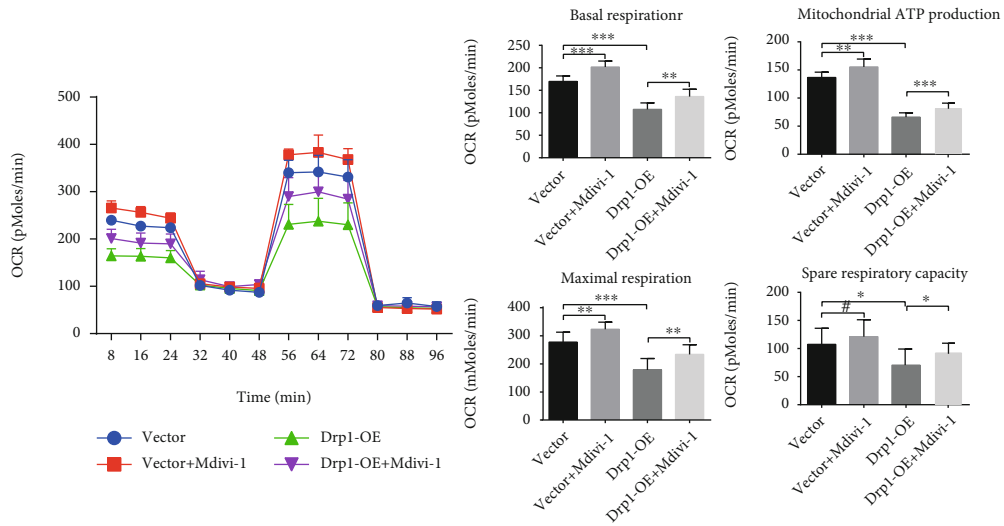 OCR (pMoles/min)
500
400
300
200
100
0
8 16 24 32 40 48 56 64 72 80 88 96
Time (min)
Vector
Drp1-OE
Vector+Mdivi-1
Drp1-OE+Mdivi-1
Basal respirationr
OCR (pMoles/min)
250
200
150
100
50
0
***
***
**
Vector
Vector+Mdivi-1
Drp1-OE
Drp1-OE+Mdivi-1
Mitochondrial ATP production
OCR (pMoles/min)
200
150
100
50
0
***
**
***
Vector
Vector+Mdivi-1
Drp1-OE
Drp1-OE+Mdivi-1
Maximal respiration
OCR (mMoles/min)
400
300
200
100
0
***
**
**
Vector
Vector+Mdivi-1
Drp1-OE
Drp1-OE+Mdivi-1
Spare respiratory capacity
OCR (pMoles/min)
200
150
100
50
0
*
#
*
Vector
Vector+Mdivi-1
Drp1-OE
Drp1-OE+Mdivi-1